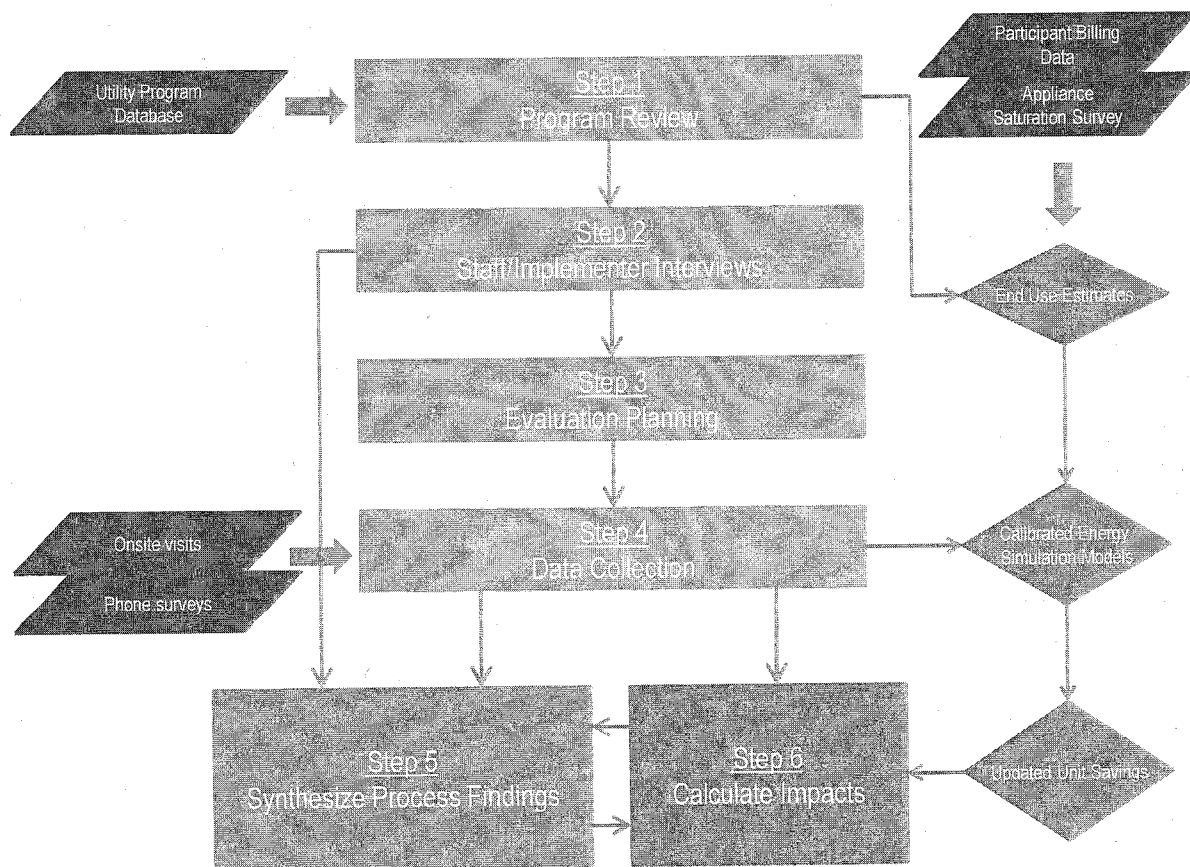 Utility Program
Database
Step 1
Program Review
Participant Billing
Data
Appliance
Saturation Survey
Step 2
Staff/Implementer Interviews
End Use Estimates
Step 3
Evaluation Planning
Onsite visits
Phone surveys
Step 4
Data Collection
Calibrated Energy
Simulation Models
Step 5
Synthesize Process Findings
Step 6
Calculate Impacts
Updated Unit Savings